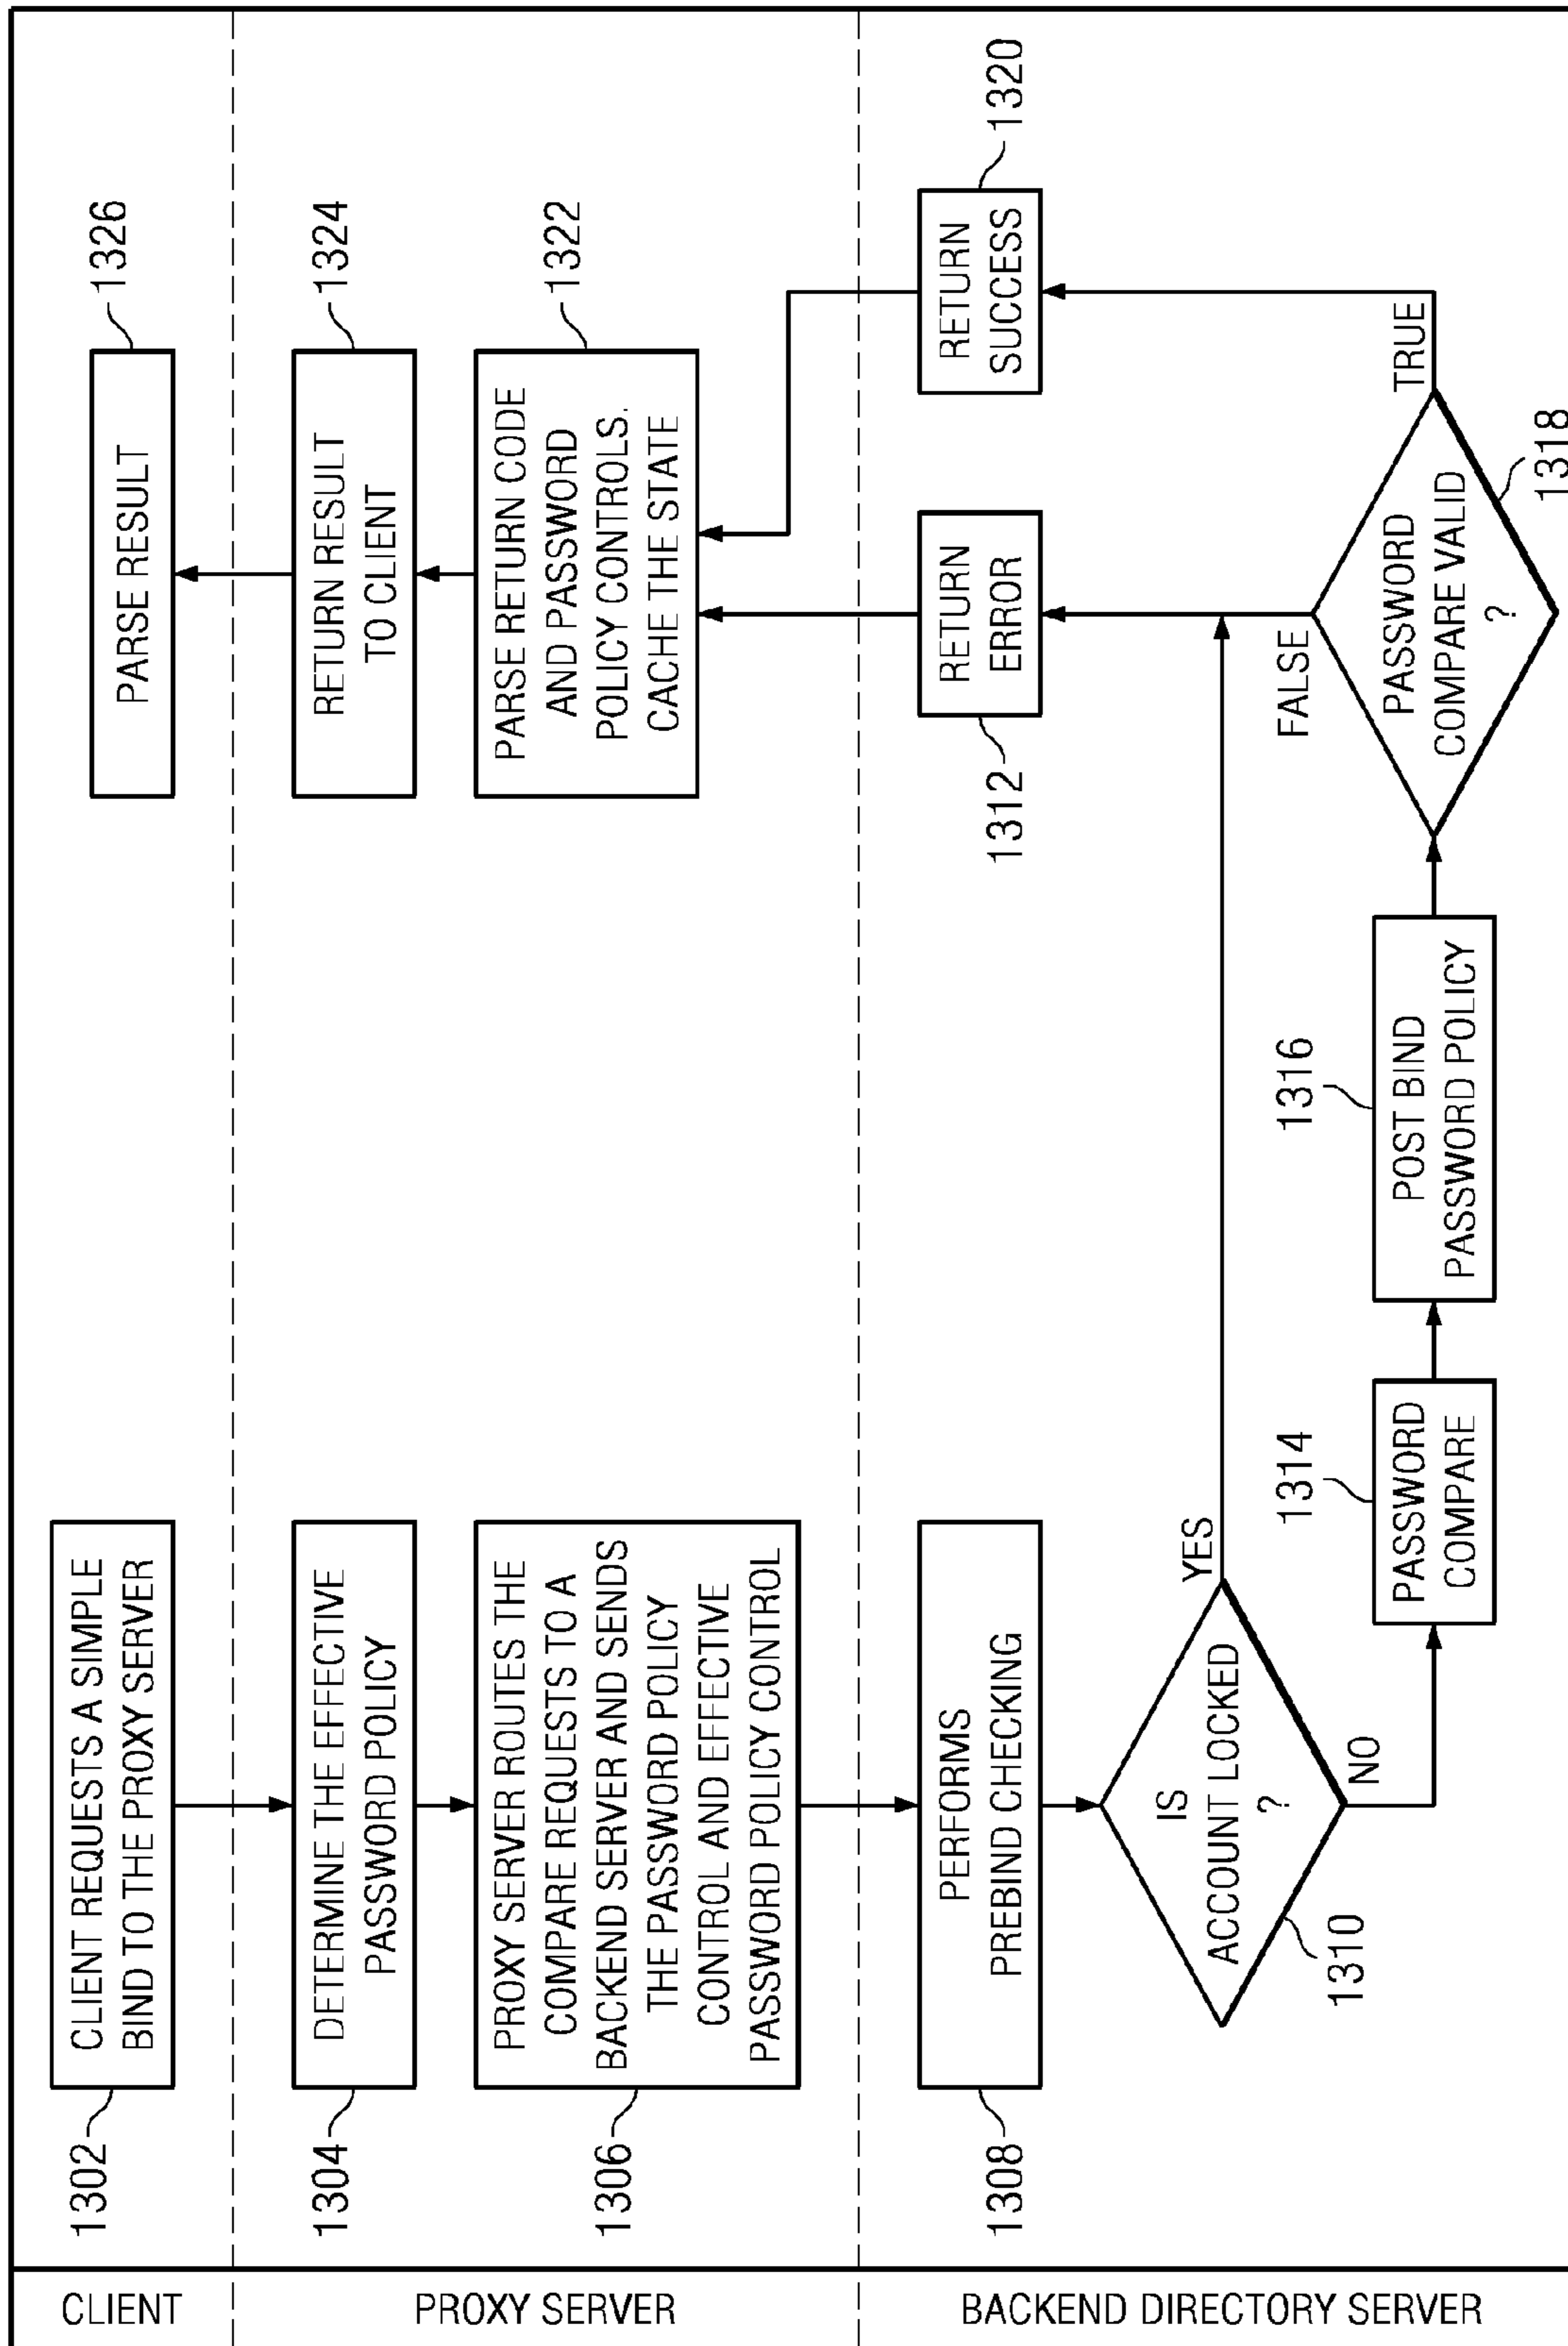 CLIENT
1302
CLIENT REQUESTS A SIMPLE
BIND TO THE PROXY SERVER
PARSE RESULT
1326
PROXY SERVER
1304
DETERMINE THE EFFECTIVE
PASSWORD POLICY
RETURN RESULT
TO CLIENT
1324
1306
PROXY SERVER ROUTES THE
COMPARE REQUESTS TO A
BACKEND SERVER AND SENDS
THE PASSWORD POLICY
CONTROL AND EFFECTIVE
PASSWORD POLICY CONTROL
PARSE RETURN CODE
AND PASSWORD
POLICY CONTROLS.
CACHE THE STATE
1322
BACKEND DIRECTORY SERVER
1308
PERFORMS
PREBIND CHECKING
1312
RETURN
ERROR
RETURN
SUCCESS
1320
IS
ACCOUNT LOCKED
?
1310
YES
NO
1314
PASSWORD
COMPARE
1316
POST BIND
PASSWORD POLICY
FALSE
PASSWORD
COMPARE VALID
?
TRUE
1318